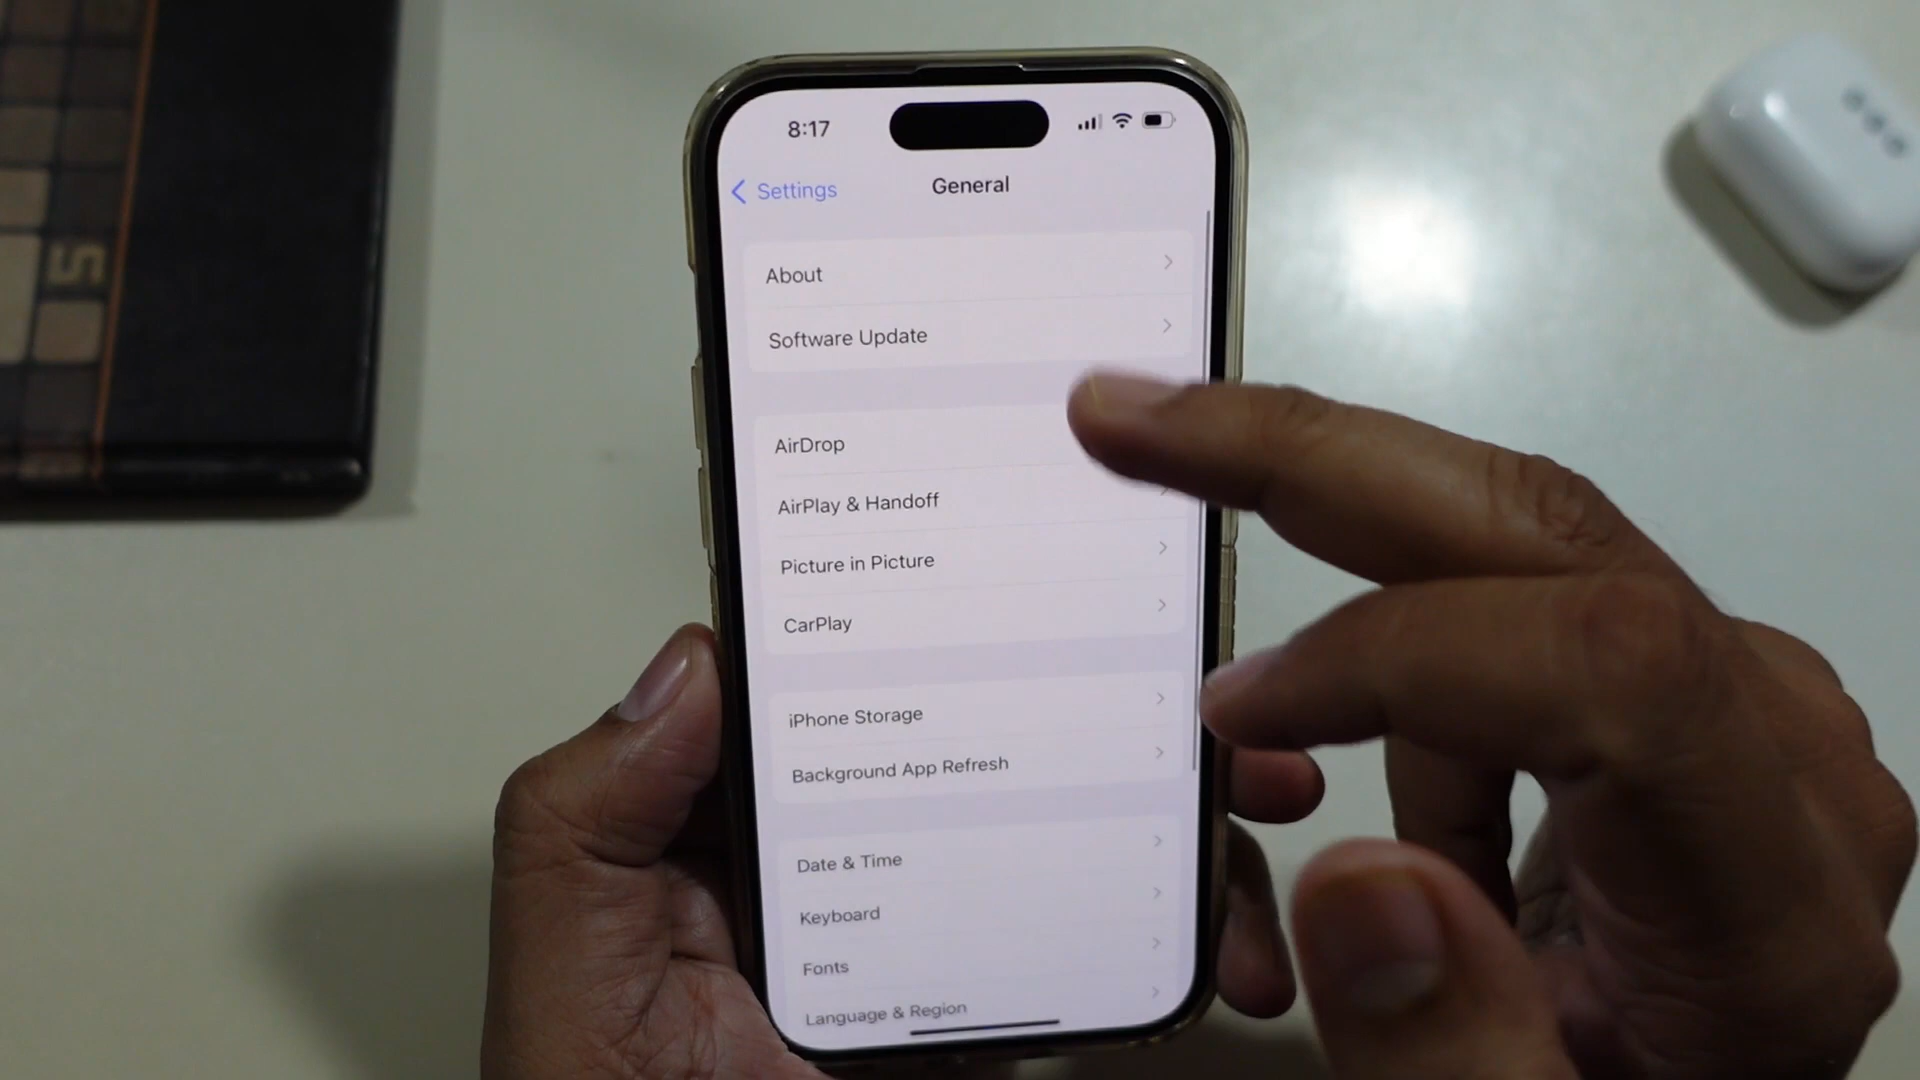 8:17
Settings
General
About
Software Update
AirDrop
AirPlay & Handoff
Picture in Picture
CarPlay
iPhone Storage
Background App Refresh
Date & Time
Keyboard
Fonts
Language & Region
5